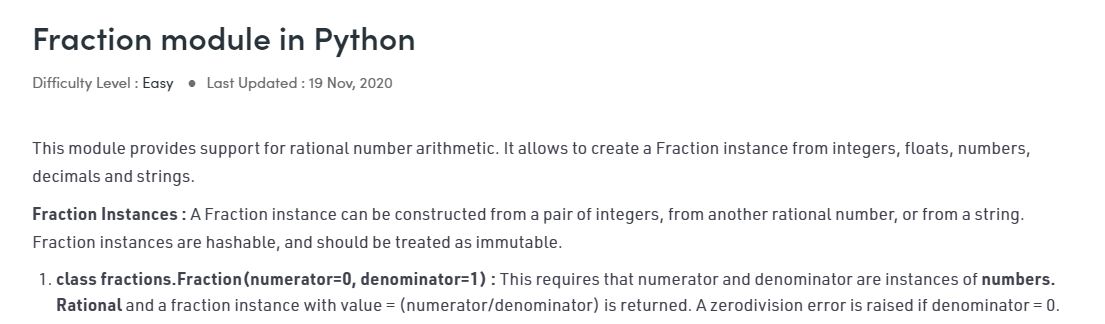 Fraction module in Python
Difficulty Level : Easy ● Last Updated : 19 Nov, 2020
This module provides support for rational number arithmetic. It allows to create a Fraction instance from integers, floats, numbers,
decimals and strings.
Fraction Instances : A Fraction instance can be constructed from a pair of integers, from another rational number, or from a string.
Fraction instances are hashable, and should be treated as immutable.
1. class fractions.Fraction(numerator=0, denominator=1) : This requires that numerator and denominator are instances of numbers.
Rational and a fraction instance with value = (numerator/denominator) is returned. A zerodivision error is raised if denominator = 0.